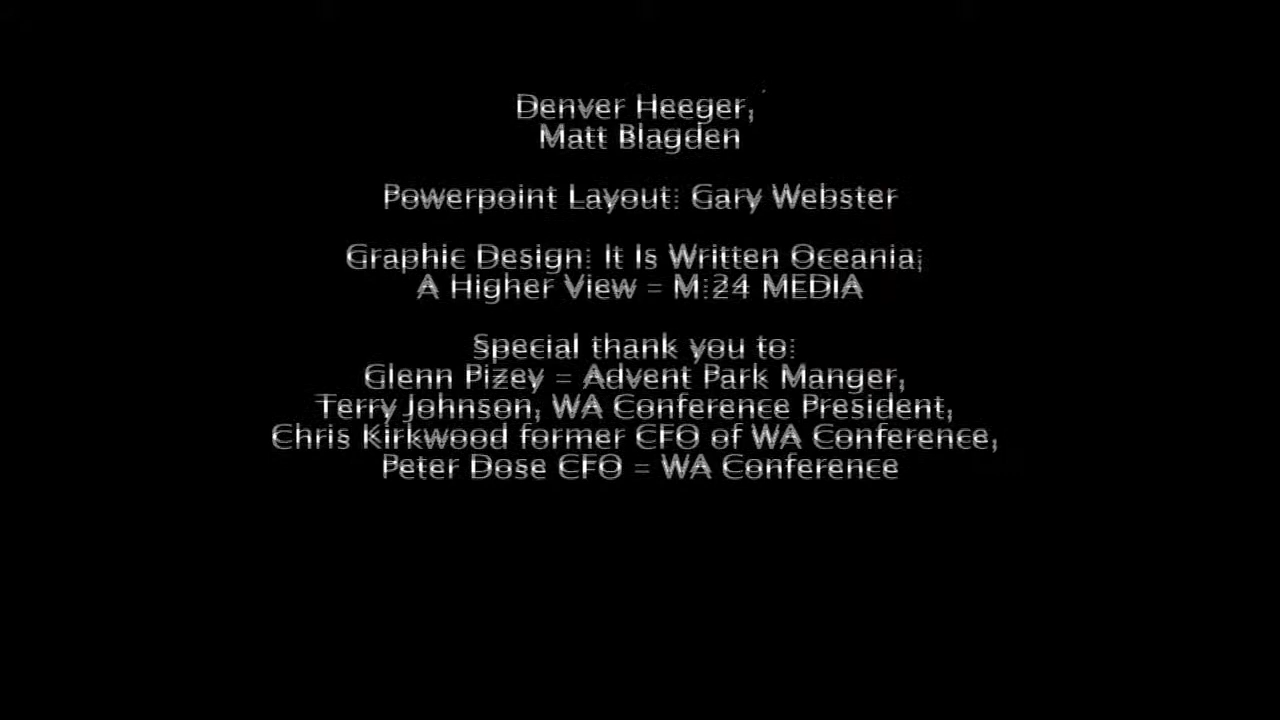 Denver Heeger,
Matt Blagden
Powerpoint Layout: Gary Webster
Graphic Design: It Is Written Oceania;
A Higher View - M:24 MEDIA
Special thank you to:
Glenn Pizey - Advent Park Manger,
Terry Johnson, WA Conference President,
Chris Kirkwood former CFO of WA Conference,
Peter Dose CFO - WA Conference